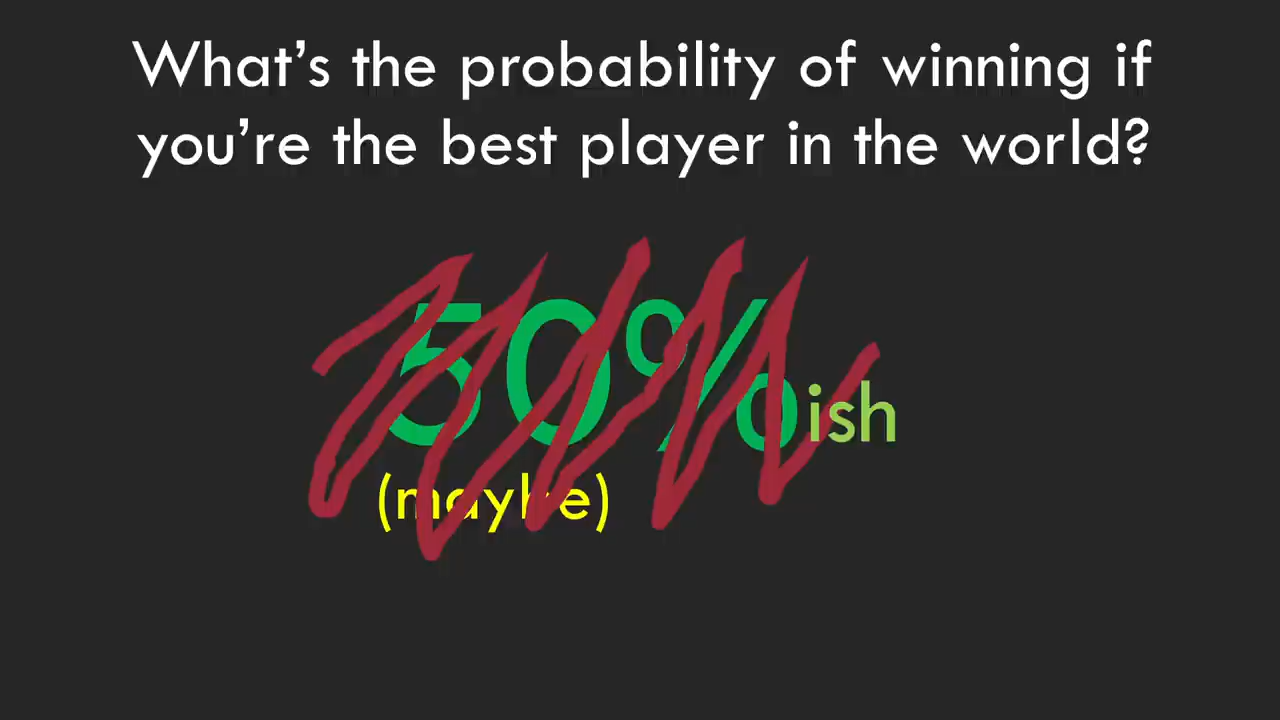 What's the probability of winning if
you're the best player in the world?
50%ish
(maybe)